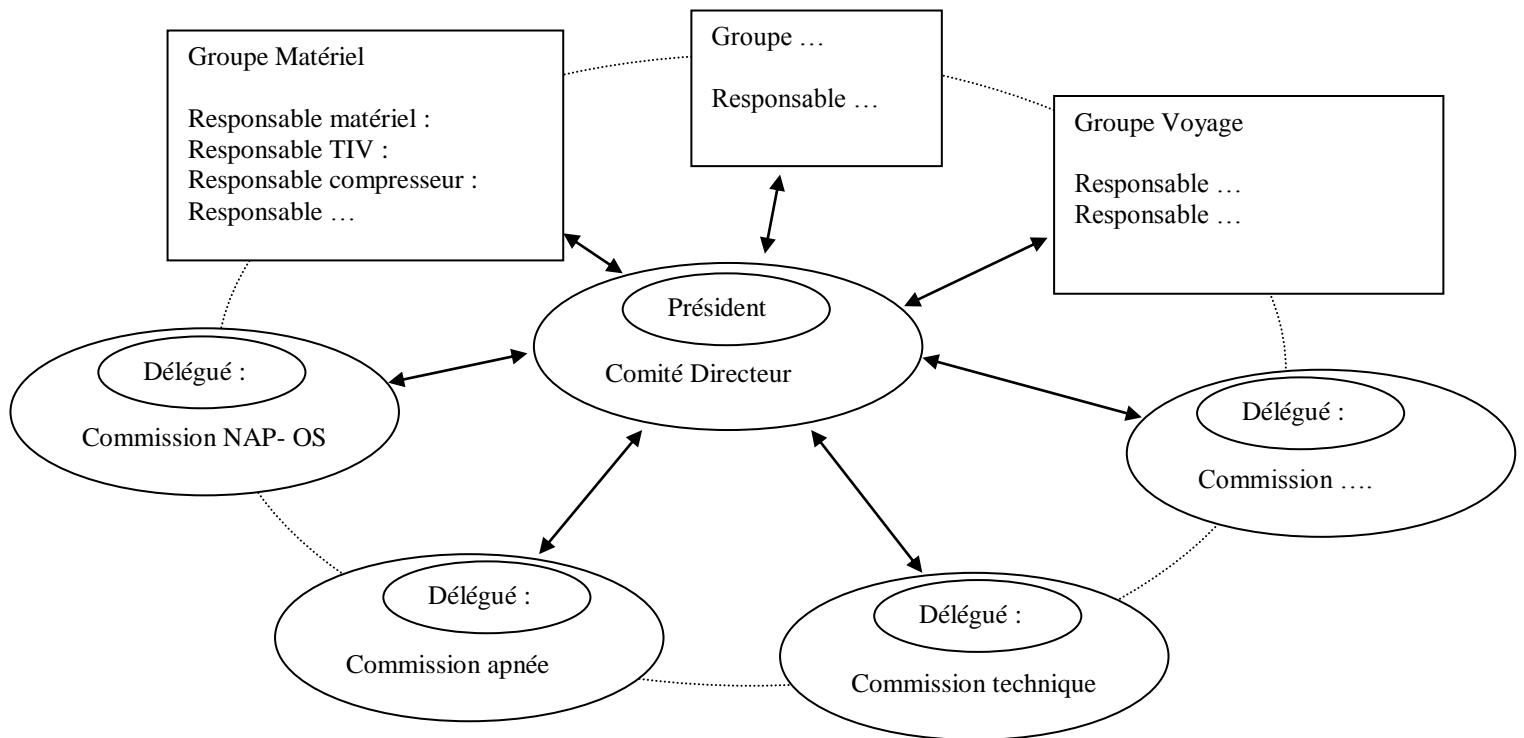 Groupe Matériel
Responsable matériel :
Responsable TIV :
Responsable compresseur :
Responsable …
Groupe …
Responsable …
Groupe Voyage
Responsable …
Responsable …
Président
Comité Directeur
Délégué :
Commission NAP- OS
Délégué :
Commission ….
Délégué :
Commission apnée
Délégué :
Commission technique